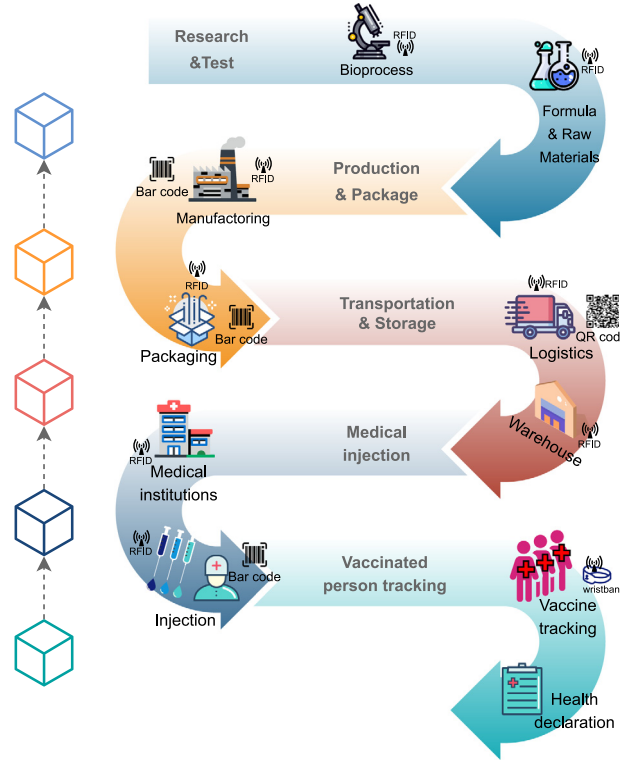 Research
&Test
RFID
Bioprocess
RFID
Formula
& Raw
Materials
Bar code
RFID
Manufactoring
Production
& Package
RFID
Bar code
Packaging
Transportation
& Storage
RFID
QR cod
Logistics
Warehouse
RFID
Medical
injection
RFID
Medical
institutions
RFID
Bar code
Injection
Vaccinated
person tracking
wristban
Vaccine
tracking
Health
declaration